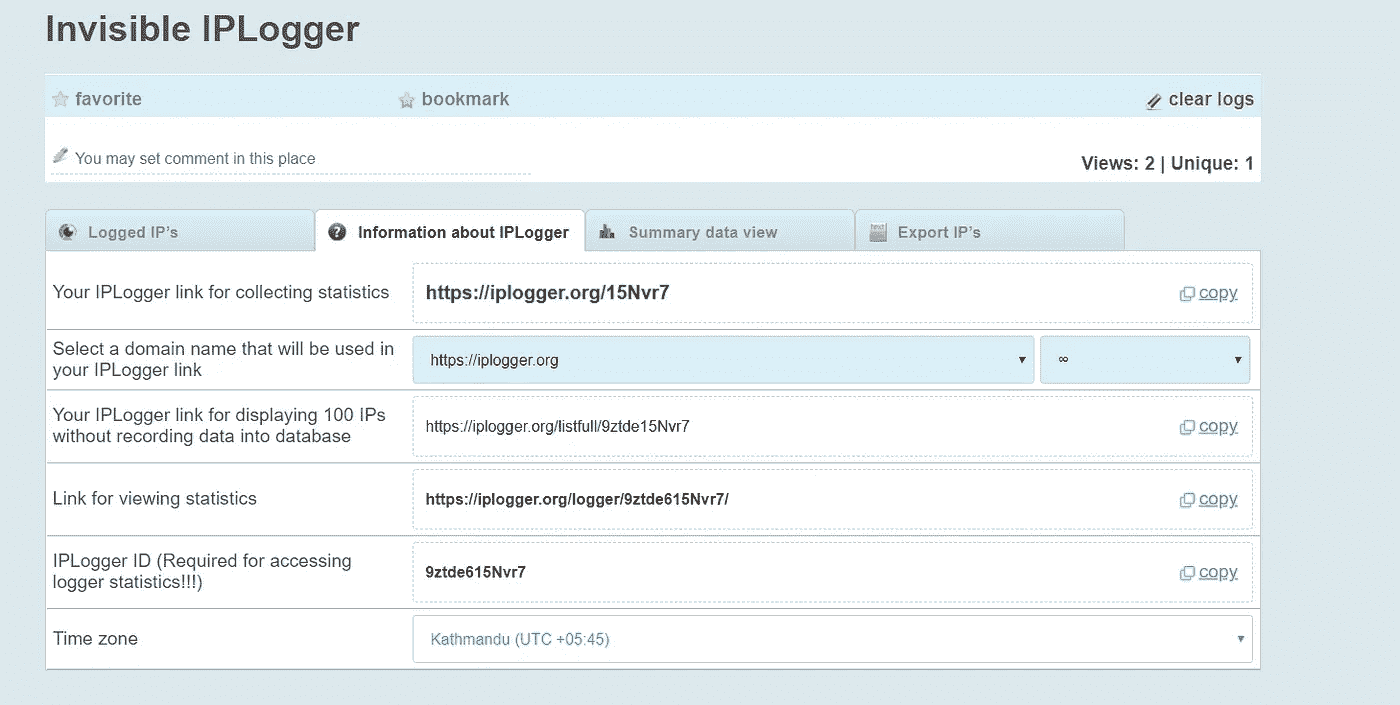 Invisible IPLogger
favorite
bookmark
clear logs
You may set comment in this place
Views: 2 | Unique: 1
Logged IP's
Information about IPLogger
Summary data view
Export IP's
Your IPLogger link for collecting statistics
https://iplogger.org/15Nvr7
copy
Select a domain name that will be used in
your IPLogger link
https://iplogger.org
∞
Your IPLogger link for displaying 100 IPs
without recording data into database
https://iplogger.org/listfull/9ztde15Nvr7
copy
Link for viewing statistics
https://iplogger.org/logger/9ztde615Nvr7/
copy
IPLogger ID (Required for accessing
logger statistics!!!)
9ztde615Nvr7
copy
Time zone
Kathmandu (UTC +05:45)